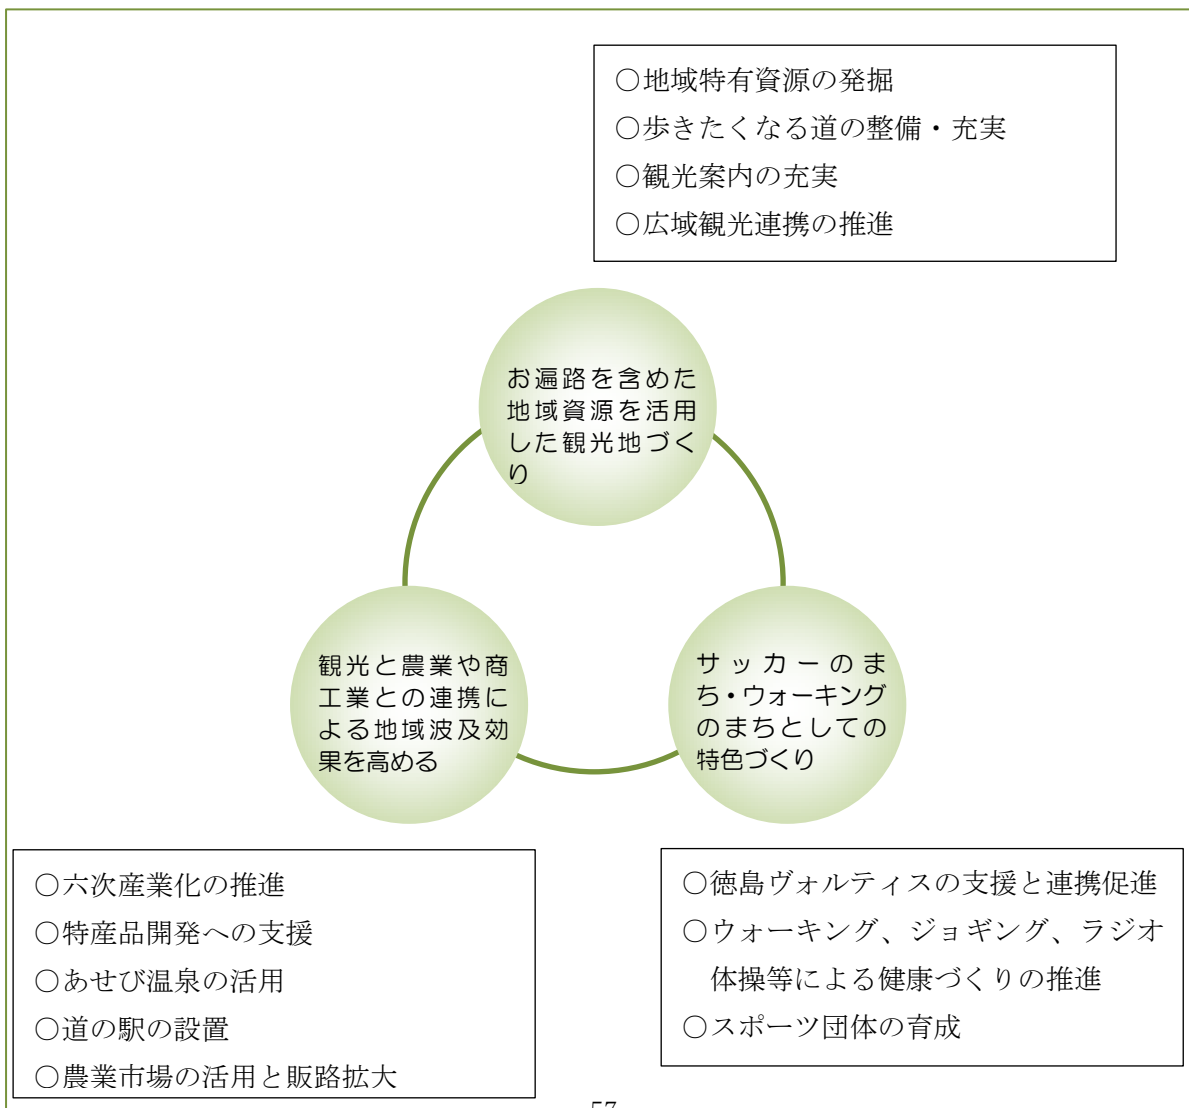 ○地域特有資源の発掘
○歩きたくなる道の整備・充実
○観光案内の充実
○広域観光連携の推進
お遍路を含めた
地域資源を活用
した観光地づく
り
観光と農業や商
工業との連携に
よる地域波及効
果を高める
サッカーのま
ち・ウォーキング
のまちとしての
特色づくり
○六次産業化の推進
○特産品開発への支援
○あせび温泉の活用
○道の駅の設置
○農業市場の活用と販路拡大
○徳島ヴォルティスの支援と連携促進
○ウォーキング、ジョギング、ラジオ
体操等による健康づくりの推進
○スポーツ団体の育成
57